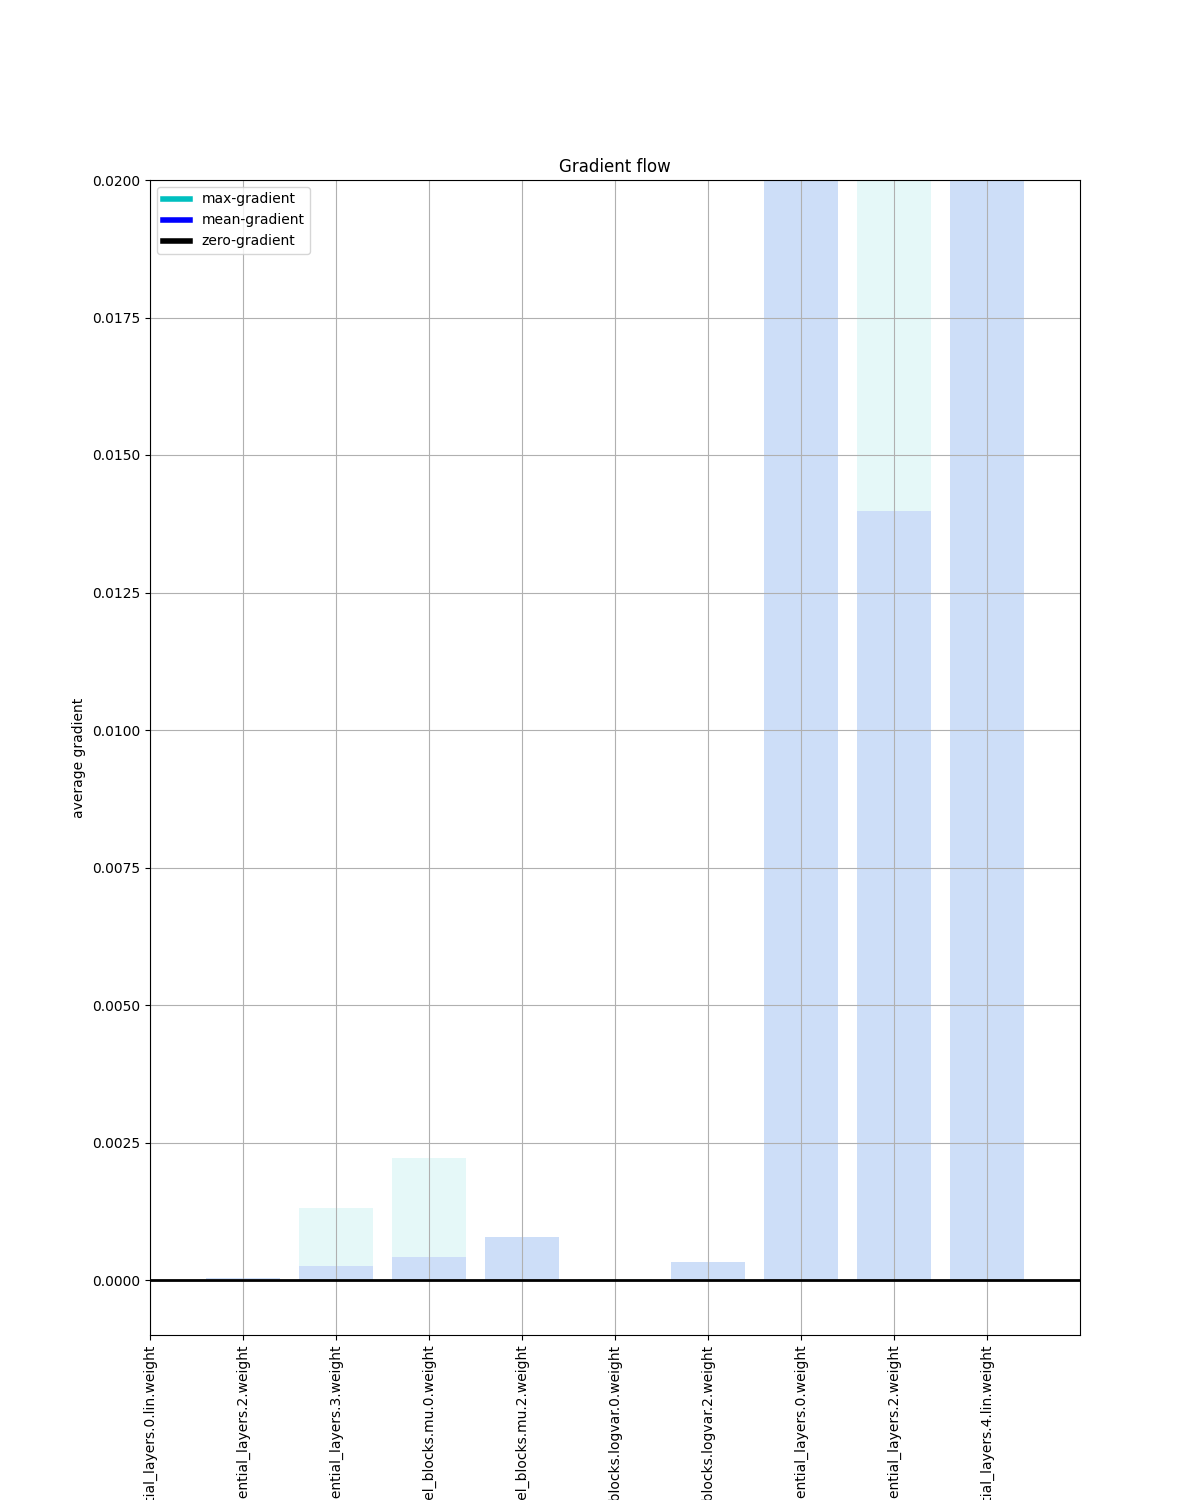 Gradient flow
max-gradient
mean-gradient
zero-gradient
0.0200
0.0175
0.0150
0.0125
0.0100
0.0075
0.0050
0.0025
0.0000
average gradient
tial_layers.0.lin.weight
ential_layers.2.weight
ential_layers.3.weight
el_blocks.mu.0.weight
el_blocks.mu.2.weight
blocks.logvar.0.weight
blocks.logvar.2.weight
ential_layers.0.weight
ential_layers.2.weight
tial_layers.4.lin.weight